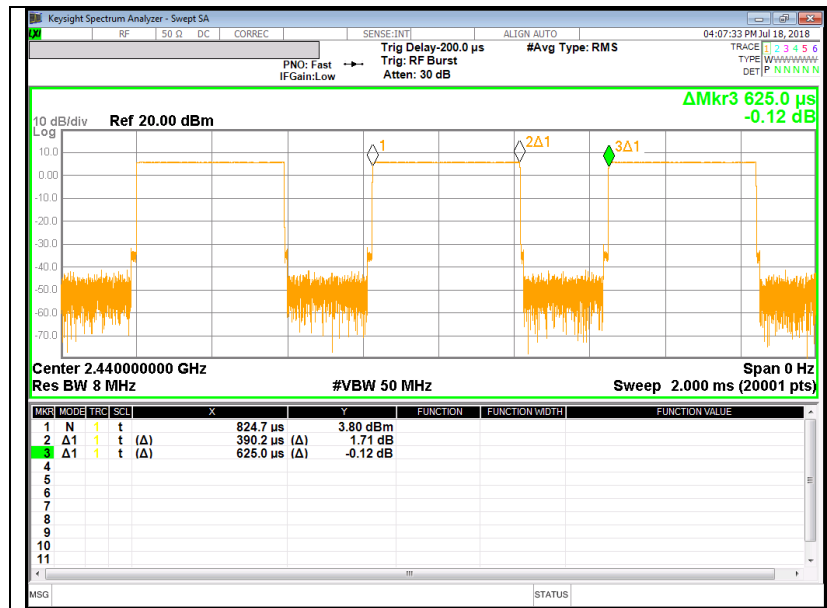 Keysight Spectrum Analyzer - Swept SA
LXI RF 50 Ω DC CORREC SENSE:INT ALIGN AUTO 04:07:33 PM Jul 18, 2018
Trig Delay-200.0 µs #Avg Type: RMS TRACE 1 2 3 4 5 6
PNO: Fast Trig: RF Burst TYPE WWWWWW
IFGain:Low Atten: 30 dB DET P N N N N N
ΔMkr3 625.0 µs
10 dB/div Ref 20.00 dBm -0.12 dB
Log
10.0
0.00
-10.0
-20.0
-30.0
-40.0
-50.0
-60.0
-70.0
1 2Δ1 3Δ1
Center 2.440000000 GHz Span 0 Hz
Res BW 8 MHz #VBW 50 MHz Sweep 2.000 ms (20001 pts)
MKR MODE TRC SCL X Y FUNCTION FUNCTION WIDTH FUNCTION VALUE
1 N 1 t 824.7 µs 3.80 dBm
2 Δ1 1 t (Δ) 390.2 µs (Δ) 1.71 dB
3 Δ1 1 t (Δ) 625.0 µs (Δ) -0.12 dB
4
5
6
7
8
9
10
11
MSG STATUS